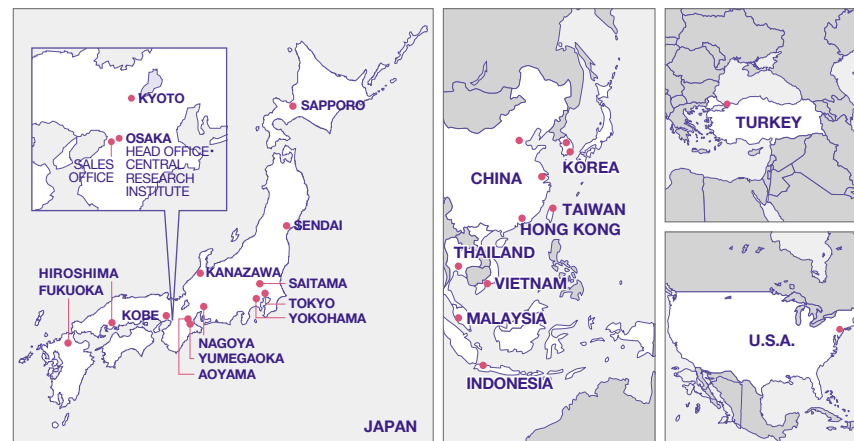 KYOTO
OSAKA
HEAD OFFICE•
CENTRAL
RESEARCH
INSTITUTE
SALES
OFFICE
SAPPORO
SENDAI
KANAZAWA
SAITAMA
TOKYO
YOKOHAMA
HIROSHIMA
FUKUOKA
KOBE
NAGOYA
YUMEGAOKA
AOYAMA
JAPAN
CHINA
KOREA
TAIWAN
HONG KONG
THAILAND
VIETNAM
MALAYSIA
INDONESIA
TURKEY
U.S.A.